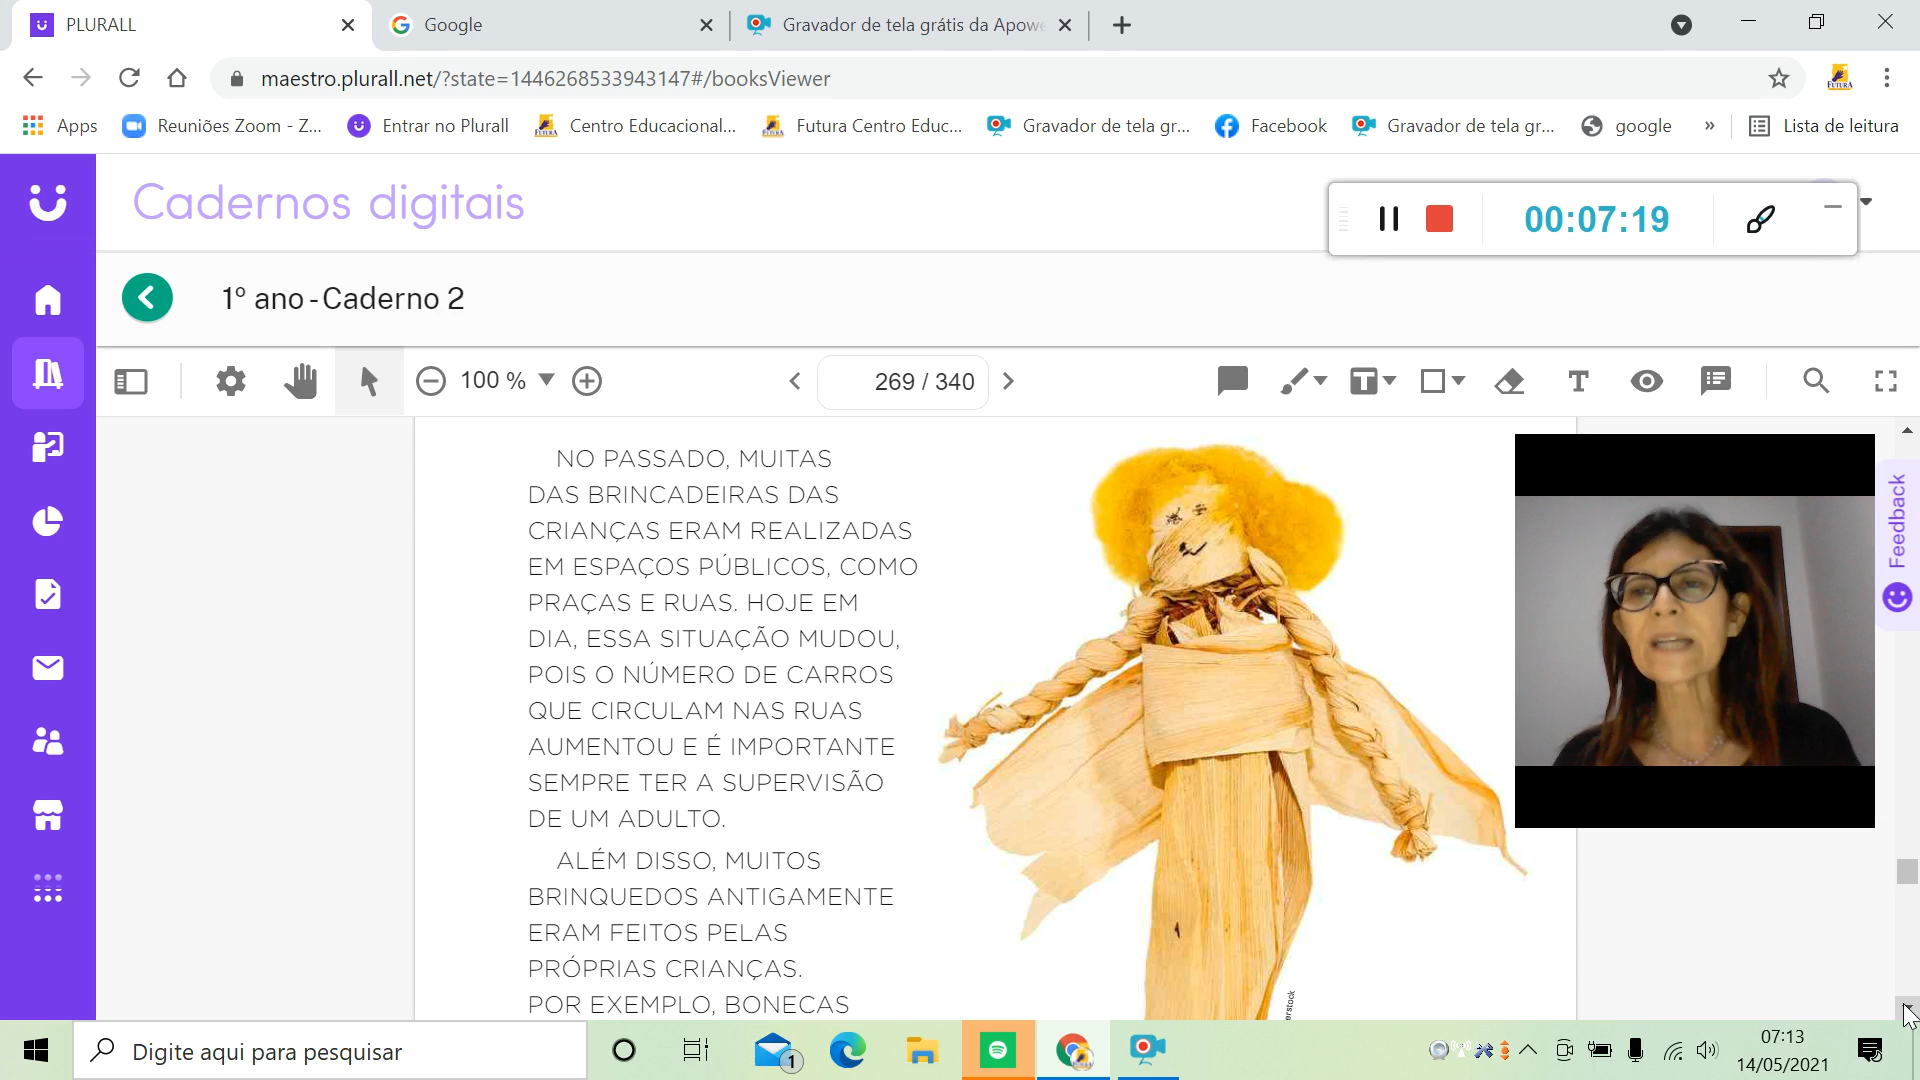 PLURALL
Google
Gravador de tela grátis da Apowe
maestro.plurall.net/?state=1446268533943147#/booksViewer
Apps
Reuniões Zoom - Z...
Entrar no Plurall
Centro Educacional...
Futura Centro Educ...
Gravador de tela gr...
Facebook
Gravador de tela gr...
google
»
Lista de leitura
Cadernos digitais
00:07:19
1º ano - Caderno 2
100 %
269 / 340
NO PASSADO, MUITAS
DAS BRINCADEIRAS DAS
CRIANÇAS ERAM REALIZADAS
EM ESPAÇOS PÚBLICOS, COMO
PRAÇAS E RUAS. HOJE EM
DIA, ESSA SITUAÇÃO MUDOU,
POIS O NÚMERO DE CARROS
QUE CIRCULAM NAS RUAS
AUMENTOU E É IMPORTANTE
SEMPRE TER A SUPERVISÃO
DE UM ADULTO.
ALÉM DISSO, MUITOS
BRINQUEDOS ANTIGAMENTE
ERAM FEITOS PELAS
PRÓPRIAS CRIANÇAS.
POR EXEMPLO, BONECAS
erstock
Feedback
Digite aqui para pesquisar
1
07:13
14/05/2021